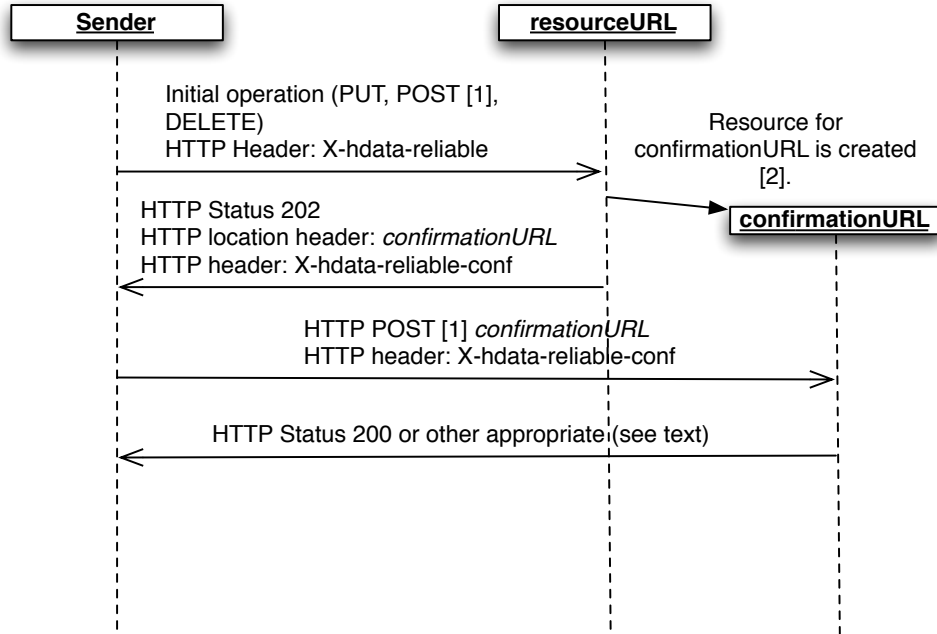 Sender
resourceURL
Initial operation (PUT, POST [1],
DELETE)
HTTP Header: X-hdata-reliable
Resource for
confirmationURL is created
[2].
confirmationURL
HTTP Status 202
HTTP location header: confirmationURL
HTTP header: X-hdata-reliable-conf
HTTP POST [1] confirmationURL
HTTP header: X-hdata-reliable-conf
HTTP Status 200 or other appropriate (see text)